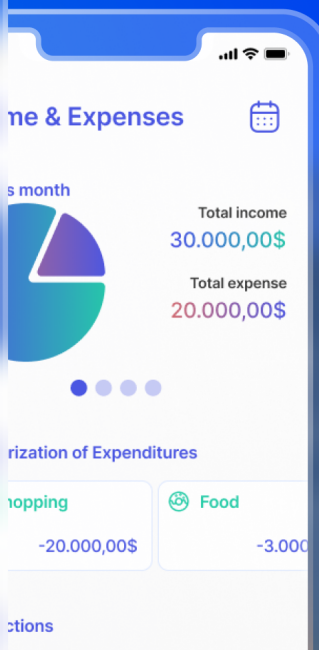 me & Expenses
s month
Total income
30.000,00$
Total expense
20.000,00$
rization of Expenditures
hopping
Food
-20.000,00$
-3.000
ctions